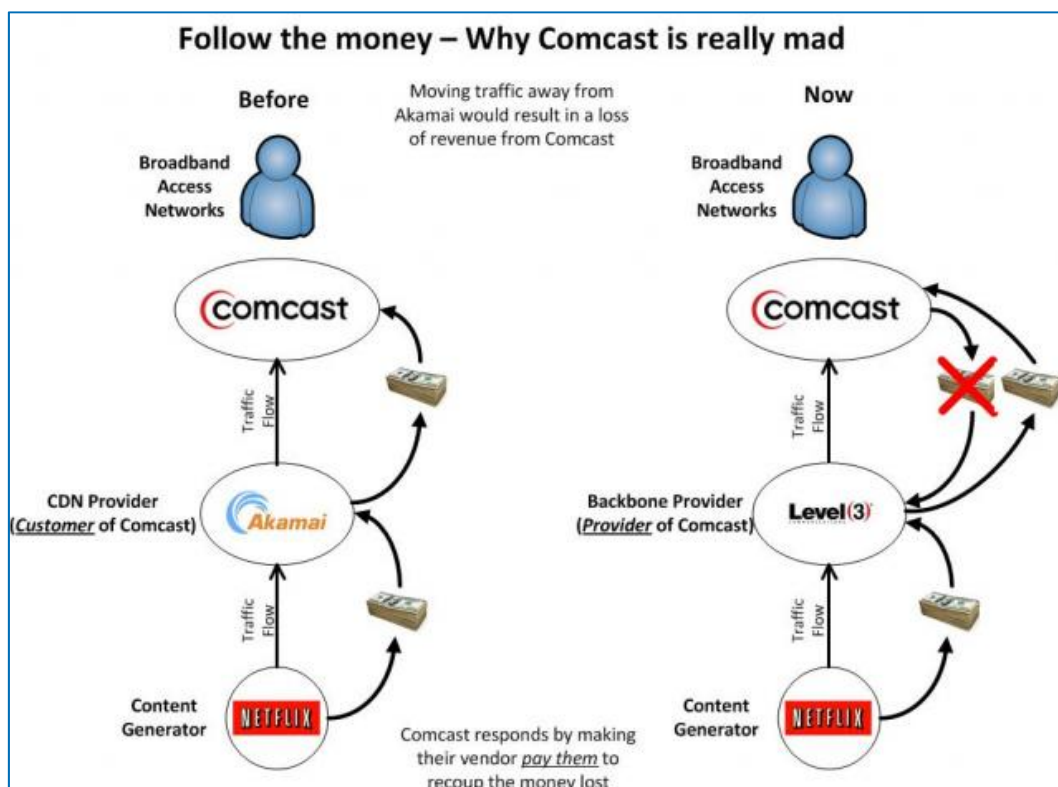 Follow the money – Why Comcast is really mad
Before
Moving traffic away from
Akamai would result in a loss
of revenue from Comcast
Now
Broadband
Access
Networks
Broadband
Access
Networks
comcast
comcast
Traffic
Flow
Traffic
Flow
CDN Provider
(Customer of Comcast)
Akamai
Backbone Provider
(Provider of Comcast)
Level(3)
COMMUNICATIONS
Traffic
Flow
Traffic
Flow
Content
Generator
NETFLIX
Comcast responds by making
their vendor pay them to
recoup the money lost
Content
Generator
NETFLIX